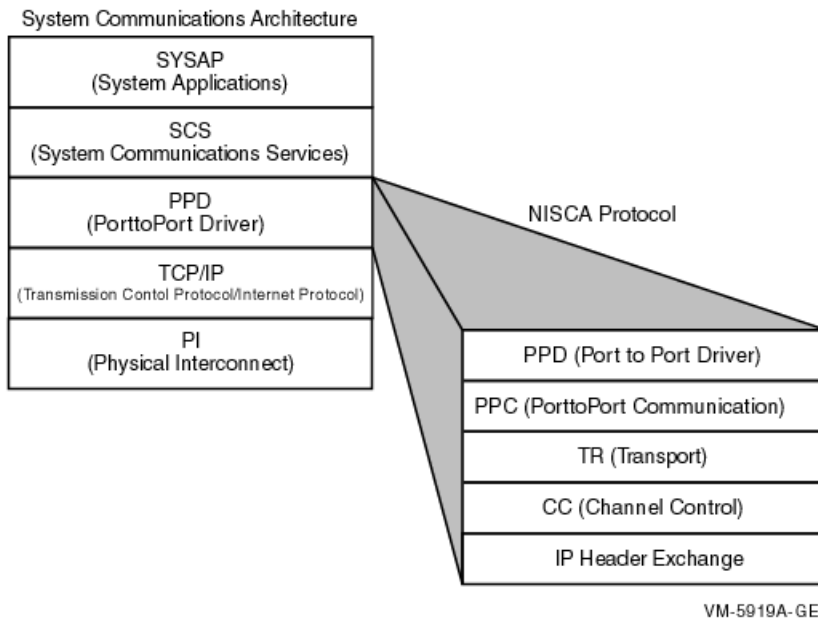 System Communications Architecture
SYSAP
(System Applications)
SCS
(System Communications Services)
PPD
(PorttoPort Driver)
TCP/IP
(Transmission Contol Protocol/Internet Protocol)
PI
(Physical Interconnect)
NISCA Protocol
PPD (Port to Port Driver)
PPC (PorttoPort Communication)
TR (Transport)
CC (Channel Control)
IP Header Exchange
VM-5919A-GE